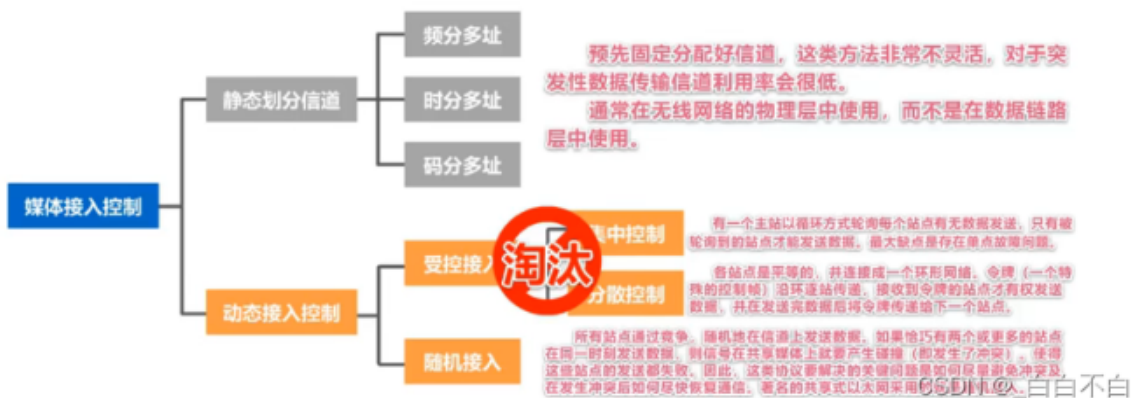 频分多址
预先固定分配好信道，这类方法非常不灵活，对于突
发性数据传输信道利用率会很低。
静态划分信道
时分多址
通常在无线网络的物理层中使用，而不是在数据链路
层中使用。
码分多址
媒体接入控制
受控接入
淘汰
集中控制
有一个主站以循环方式轮询每个站点有无数据发送，只有被
轮询到的站点才能发送数据。最大缺点是存在单点故障问题。
分散控制
各站点是平等的，并连接成一个环形网络。令牌（一个特
殊的控制帧）沿环逐站传递，接收到令牌的站点才有权发送
数据，并在发送完数据后将令牌传递给下一个站点。
动态接入控制
随机接入
所有站点通过竞争，随机地在信道上发送数据。如果恰巧有两个或更多的站点
在同一时刻发送数据，则信号在共享媒体上就要产生碰撞（即发生了冲突），使得
这些站点的发送都失败。因此，这类协议要解决的关键问题是如何尽量避免冲突及
在发生冲突后如何尽快恢复通信。著名的共享式以太网采用的
入。
CSDN @_白白不白